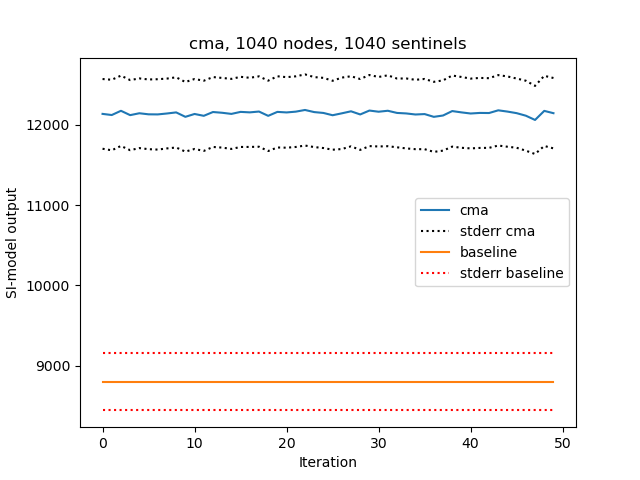 cma, 1040 nodes, 1040 sentinels
12000
11000
10000
9000
SI-model output
cma
stderr cma
baseline
stderr baseline
0
10
20
30
40
50
Iteration